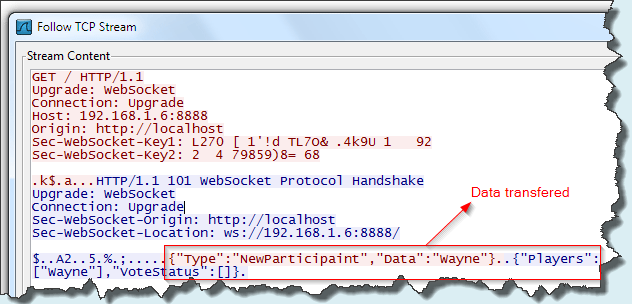 Follow TCP Stream
Stream Content
GET / HTTP/1.1
Upgrade: WebSocket
Connection: Upgrade
Host: 192.168.1.6:8888
Origin: http://localhost
Sec-WebSocket-Key1: L27O [ 1'!d TL7O& .4k9U 1   92
Sec-WebSocket-Key2: 2  4 79859)8= 68
.k$.a...HTTP/1.1 101 WebSocket Protocol Handshake
Upgrade: WebSocket
Connection: Upgrade
Sec-WebSocket-Origin: http://localhost
Sec-WebSocket-Location: ws://192.168.1.6:8888/
Data transfered
$..A2..5.%.;.....{"Type":"NewParticipaint","Data":"Wayne"}..{"Players":
["Wayne"],"VoteStatus":[]}.